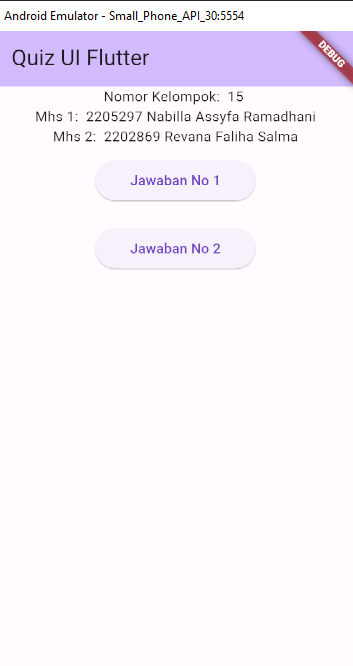 Android Emulator - Small_Phone_API_30:5554
Quiz UI Flutter
DEBUG
Nomor Kelompok: 15
Mhs 1: 2205297 Nabilla Assyfa Ramadhani
Mhs 2: 2202869 Revana Faliha Salma
Jawaban No 1
Jawaban No 2